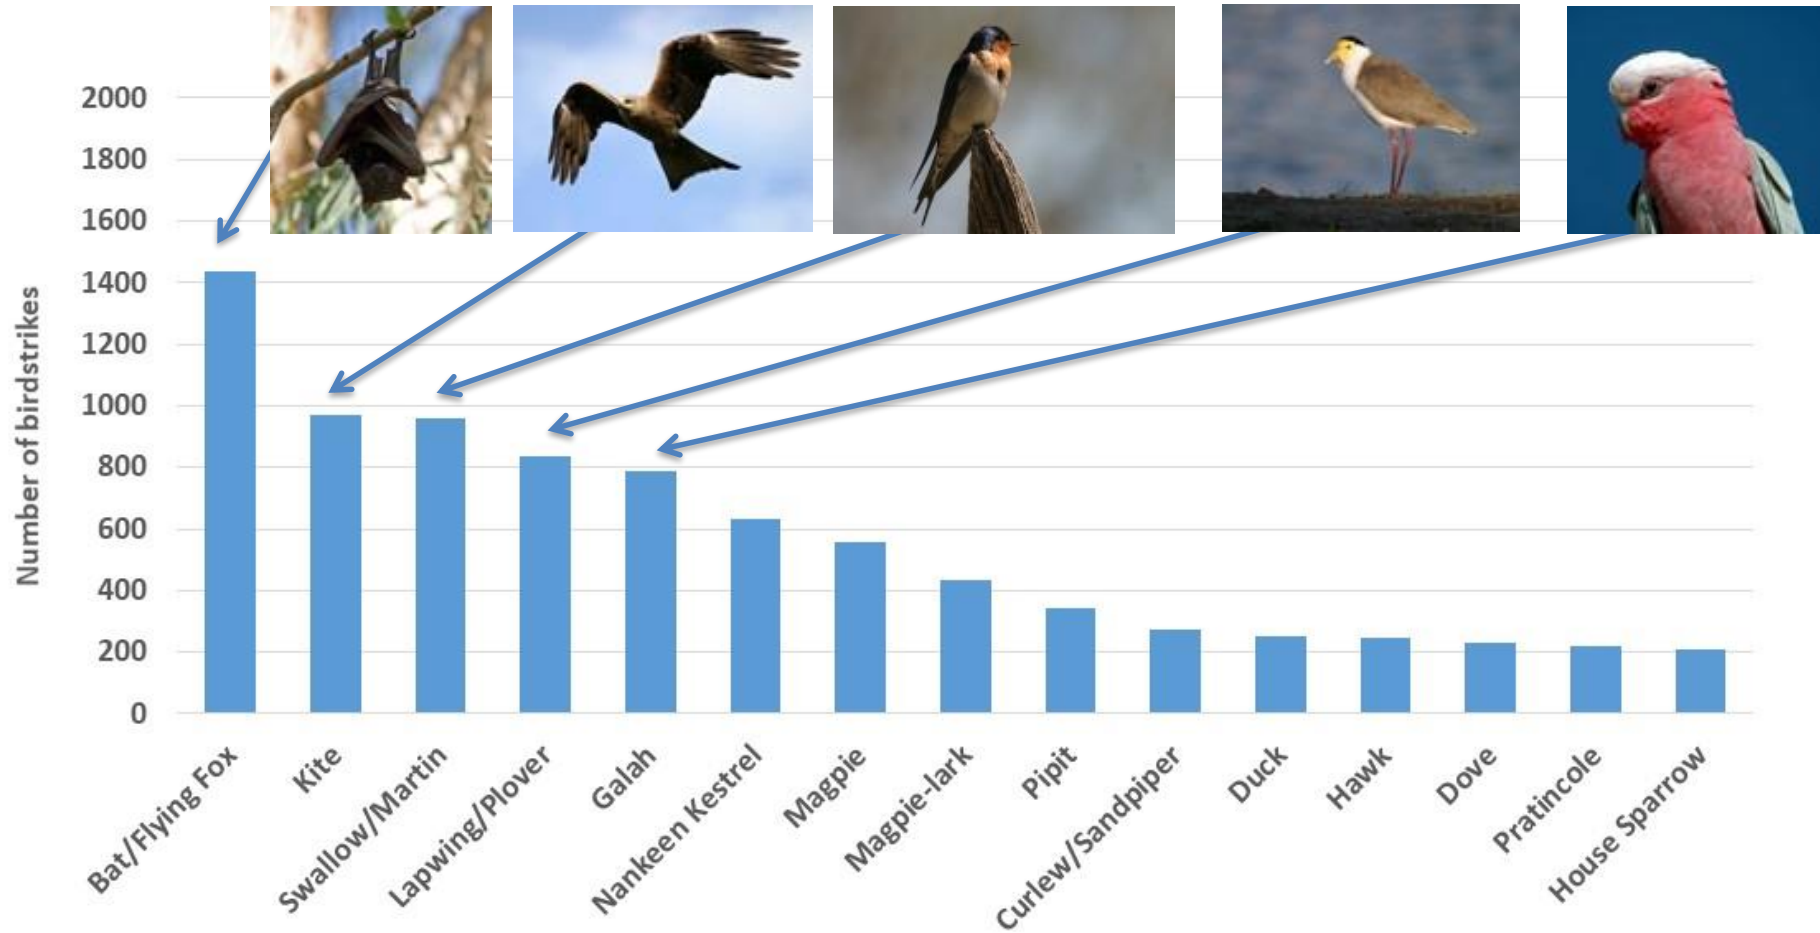 2000
1800
1600
1400
1200
1000
800
600
400
200
0
Number of birdstrikes
Bat/Flying Fox
Kite
Swallow/Martin
Lapwing/Plover
Galah
Nankeen Kestrel
Magpie
Magpie-lark
Pipit
Curlew/Sandpiper
Duck
Hawk
Dove
Pratincole
House Sparrow